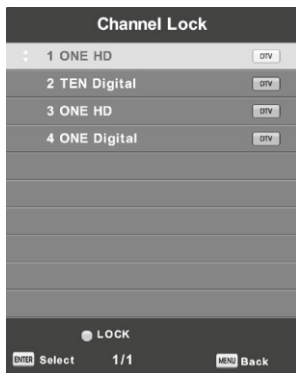 Channel Lock
1 ONE HD DTV
2 TEN Digital DTV
3 ONE HD DTV
4 ONE Digital DTV
LOCK
ENTER Select 1/1 MENU Back